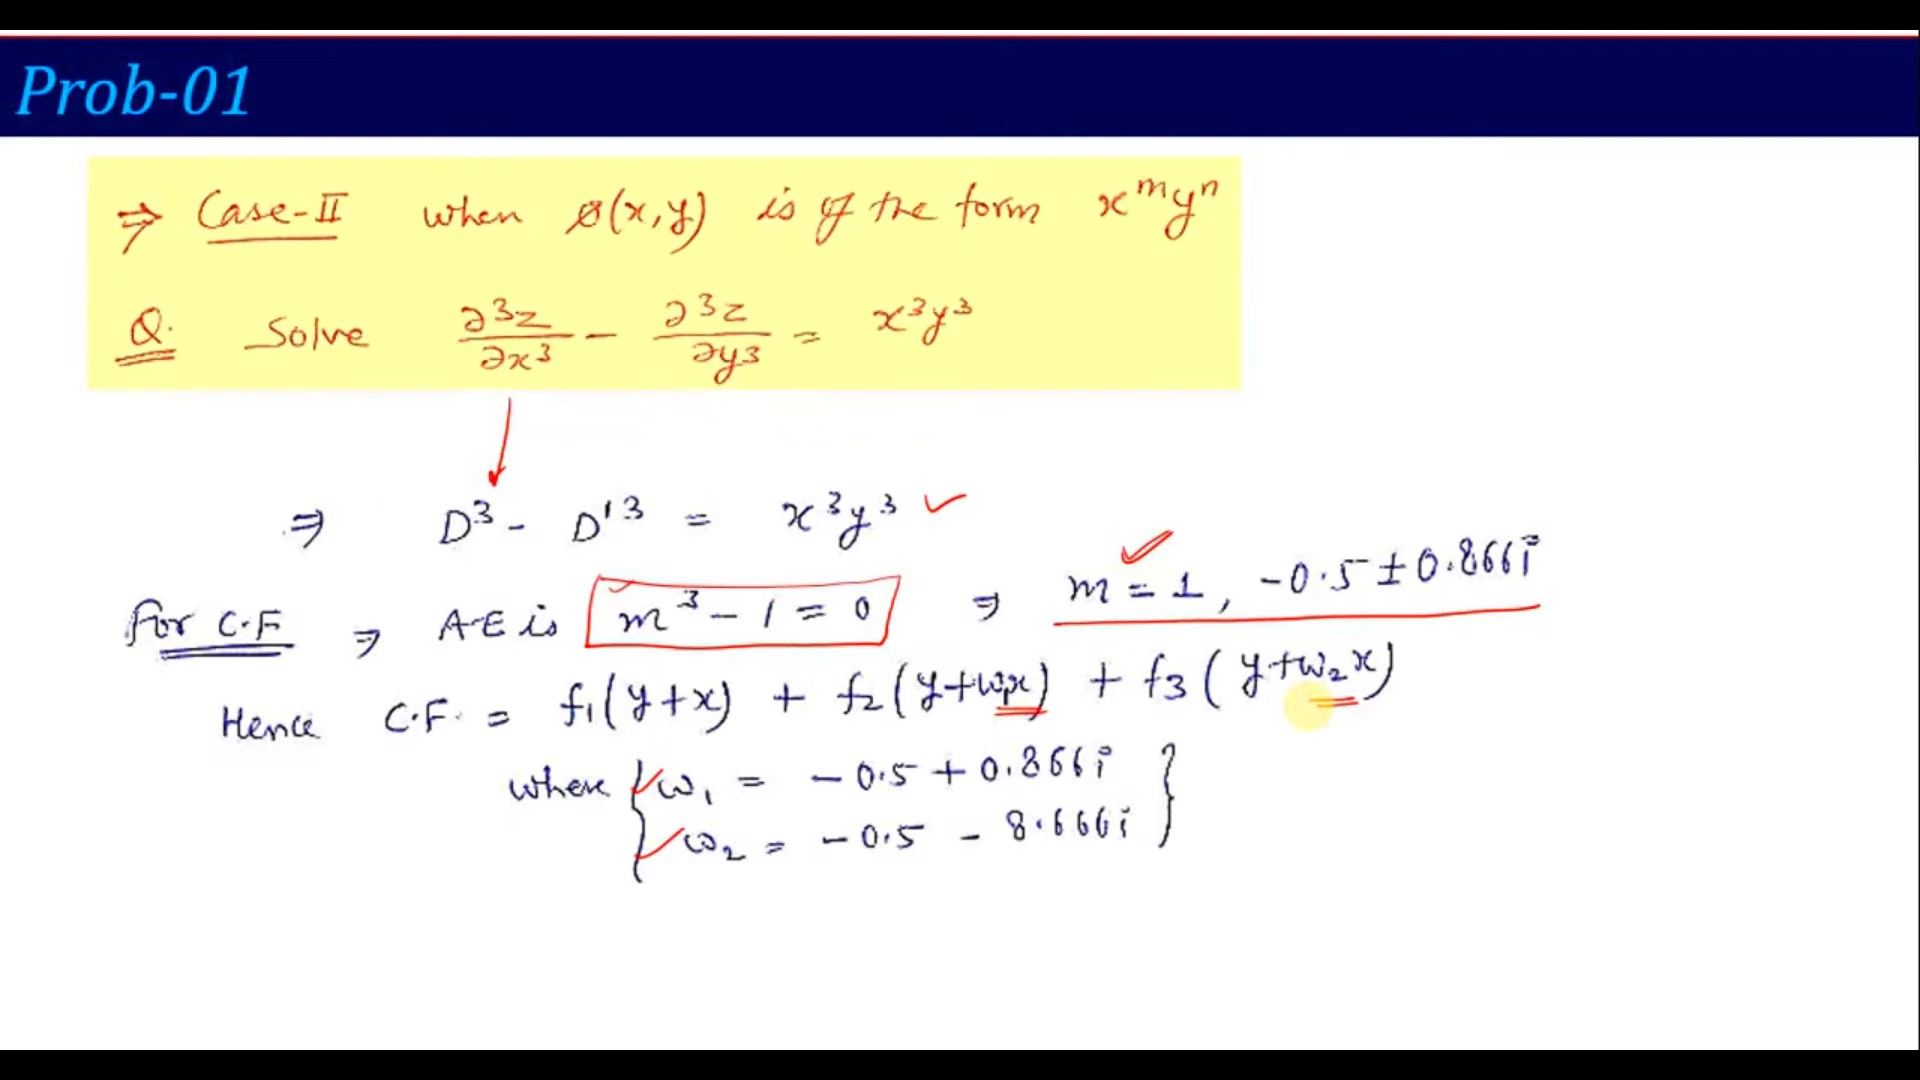 Prob-01
⇒ Case-II when ø(x,y) is of the form x^m y^n
Q. Solve ∂³z/∂x³ - ∂³z/∂y³ = x³y³
⇒ D³ - D'³ = x³y³ ✓
For C.F ⇒ A.E is m³ - 1 = 0 ⇒ m = 1, -0.5 ± 0.866i
Hence C.F. = f₁(y+x) + f₂(y+ω₁x) + f₃(y+ω₂x)
where { ω₁ = -0.5 + 0.866i
ω₂ = -0.5 - 8.666i }